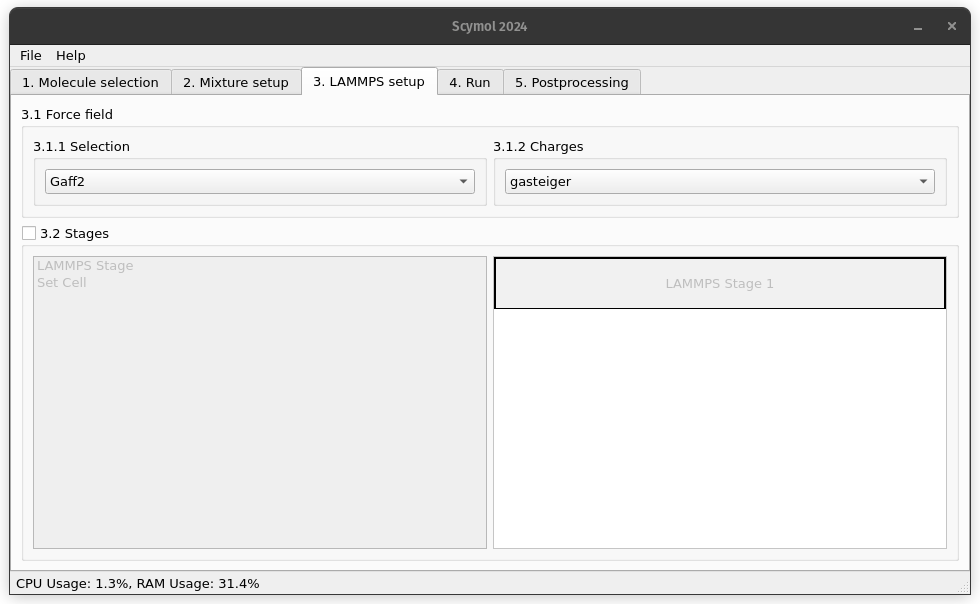 Scymol 2024
File Help
1. Molecule selection 2. Mixture setup 3. LAMMPS setup 4. Run 5. Postprocessing
3.1 Force field
3.1.1 Selection 3.1.2 Charges
Gaff2 gasteiger
3.2 Stages
LAMMPS Stage
Set Cell
LAMMPS Stage 1
CPU Usage: 1.3%, RAM Usage: 31.4%